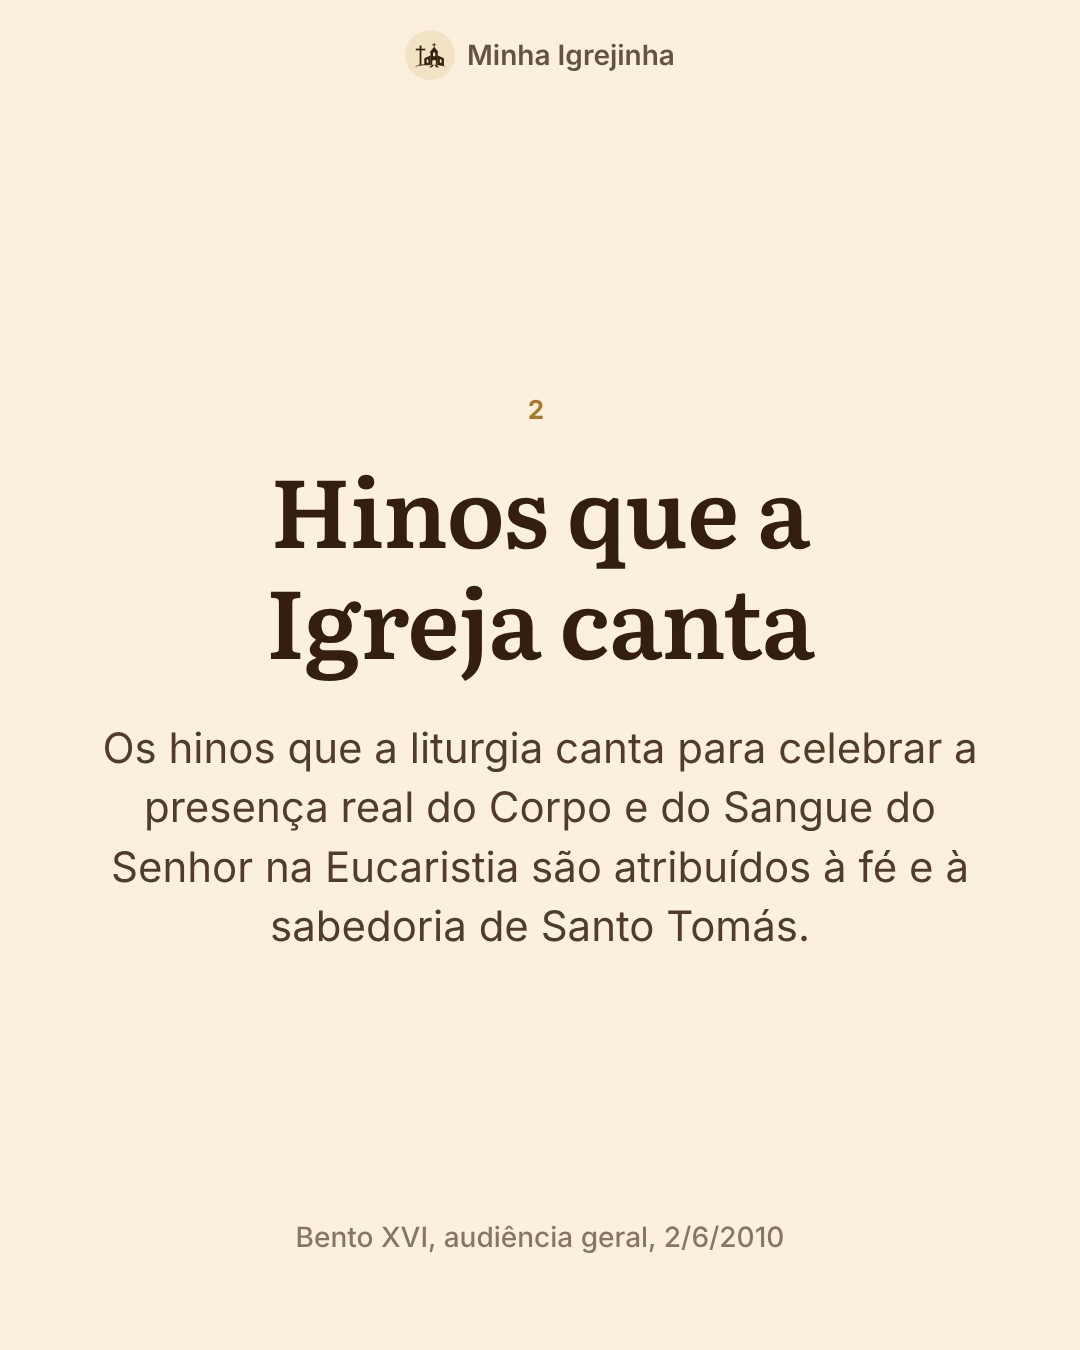 Minha Igrejinha
2
Hinos que a
Igreja canta
Os hinos que a liturgia canta para celebrar a
presença real do Corpo e do Sangue do
Senhor na Eucaristia são atribuídos à fé e à
sabedoria de Santo Tomás.
Bento XVI, audiência geral, 2/6/2010